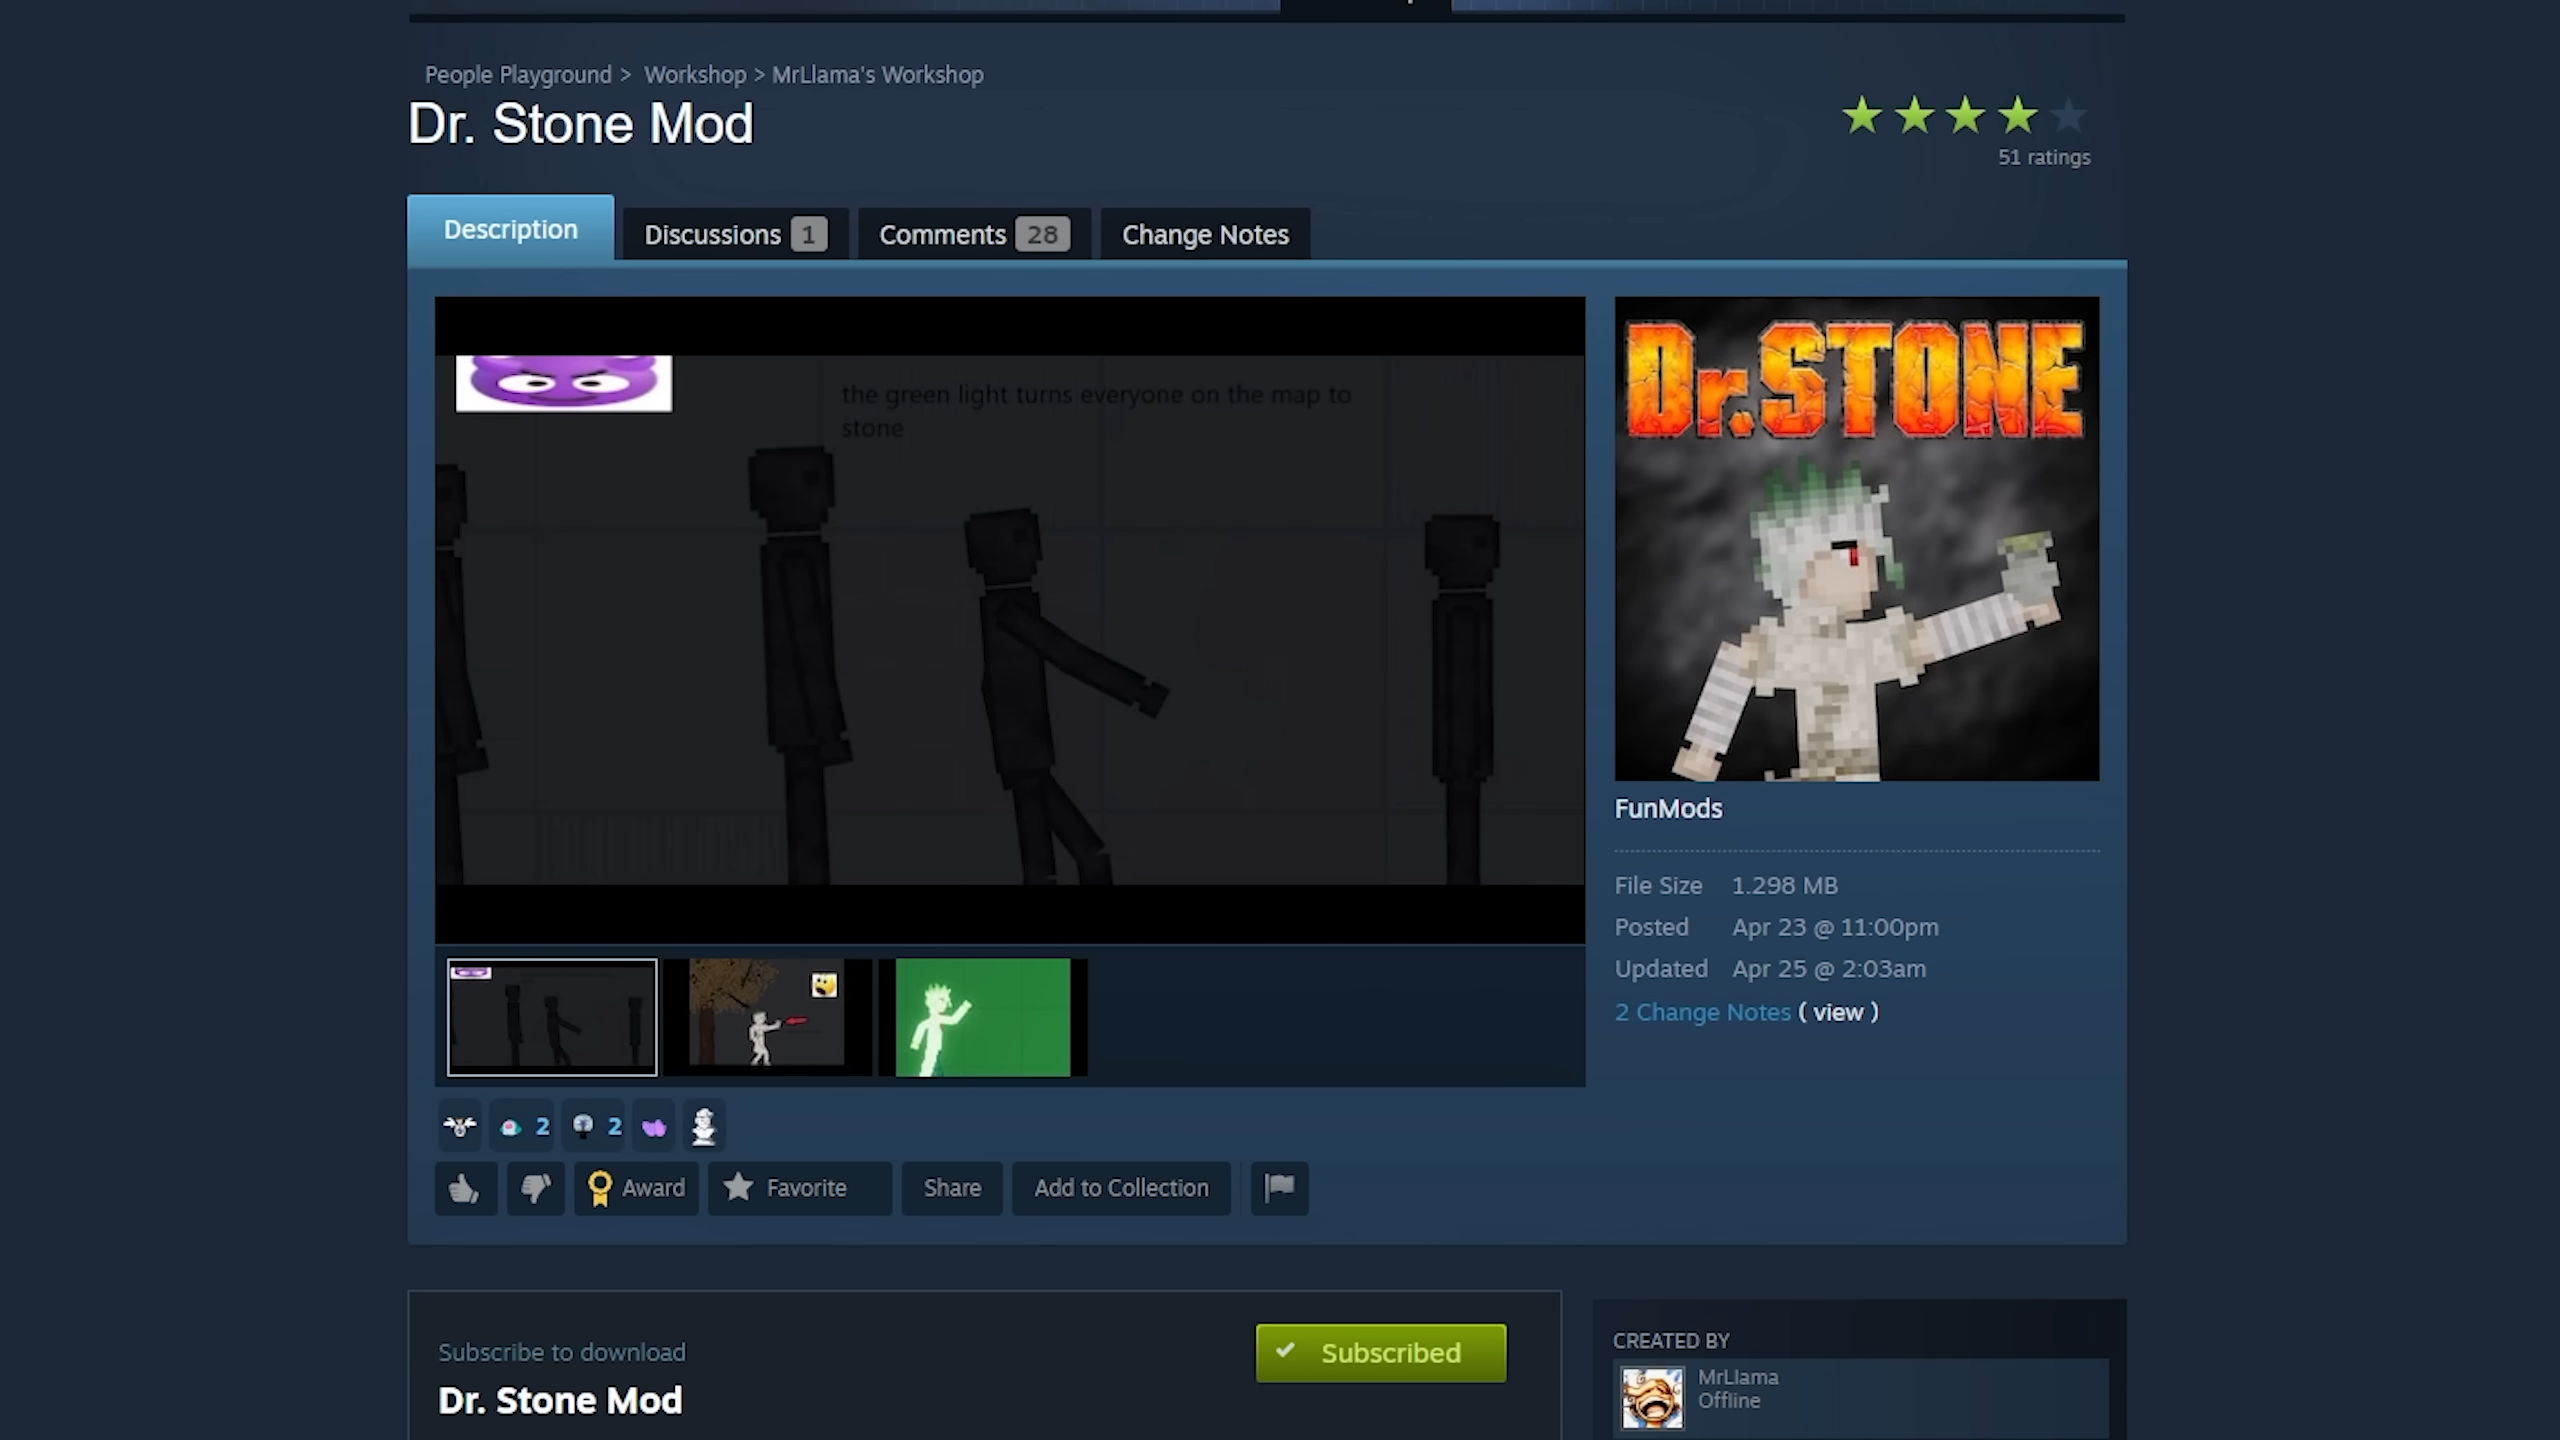 People Playground > Workshop > MrLlama's Workshop
Dr. Stone Mod
51 ratings
Description
Discussions 1
Comments 28
Change Notes
the green light turns everyone on the map to
stone
Dr.STONE
FunMods
File Size 1.298 MB
Posted Apr 23 @ 11:00pm
Updated Apr 25 @ 2:03am
2 Change Notes ( view )
2 2
Award Favorite Share Add to Collection
Subscribe to download
Dr. Stone Mod
Subscribed
CREATED BY
MrLlama
Offline